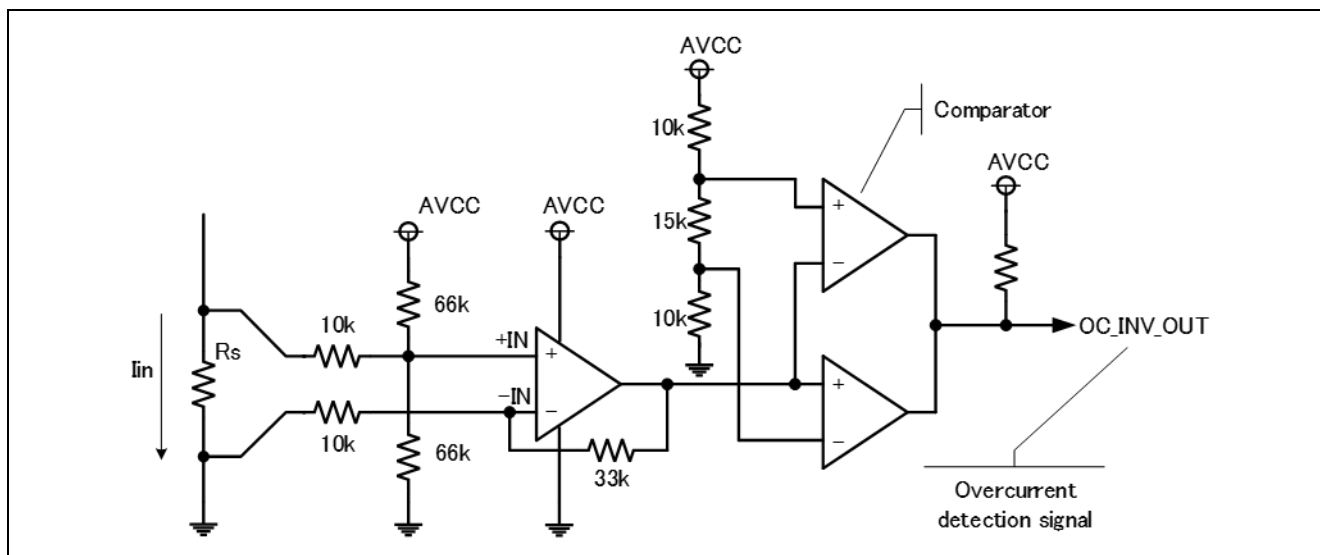 AVCC
10k
Comparator
AVCC
15k
AVCC
AVCC
10k
66k
10k
+IN
Rs
Iin
−IN
10k
66k
33k
+
−
+
−
+
−
OC_INV_OUT
Overcurrent
detection signal